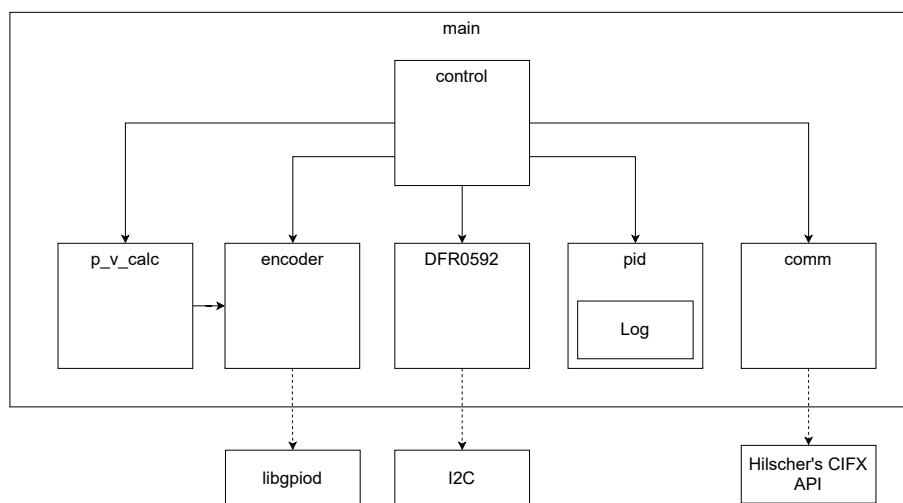 main
control
p_v_calc
encoder
DFR0592
pid
comm
Log
libgpiod
I2C
Hilscher's CIFX
API